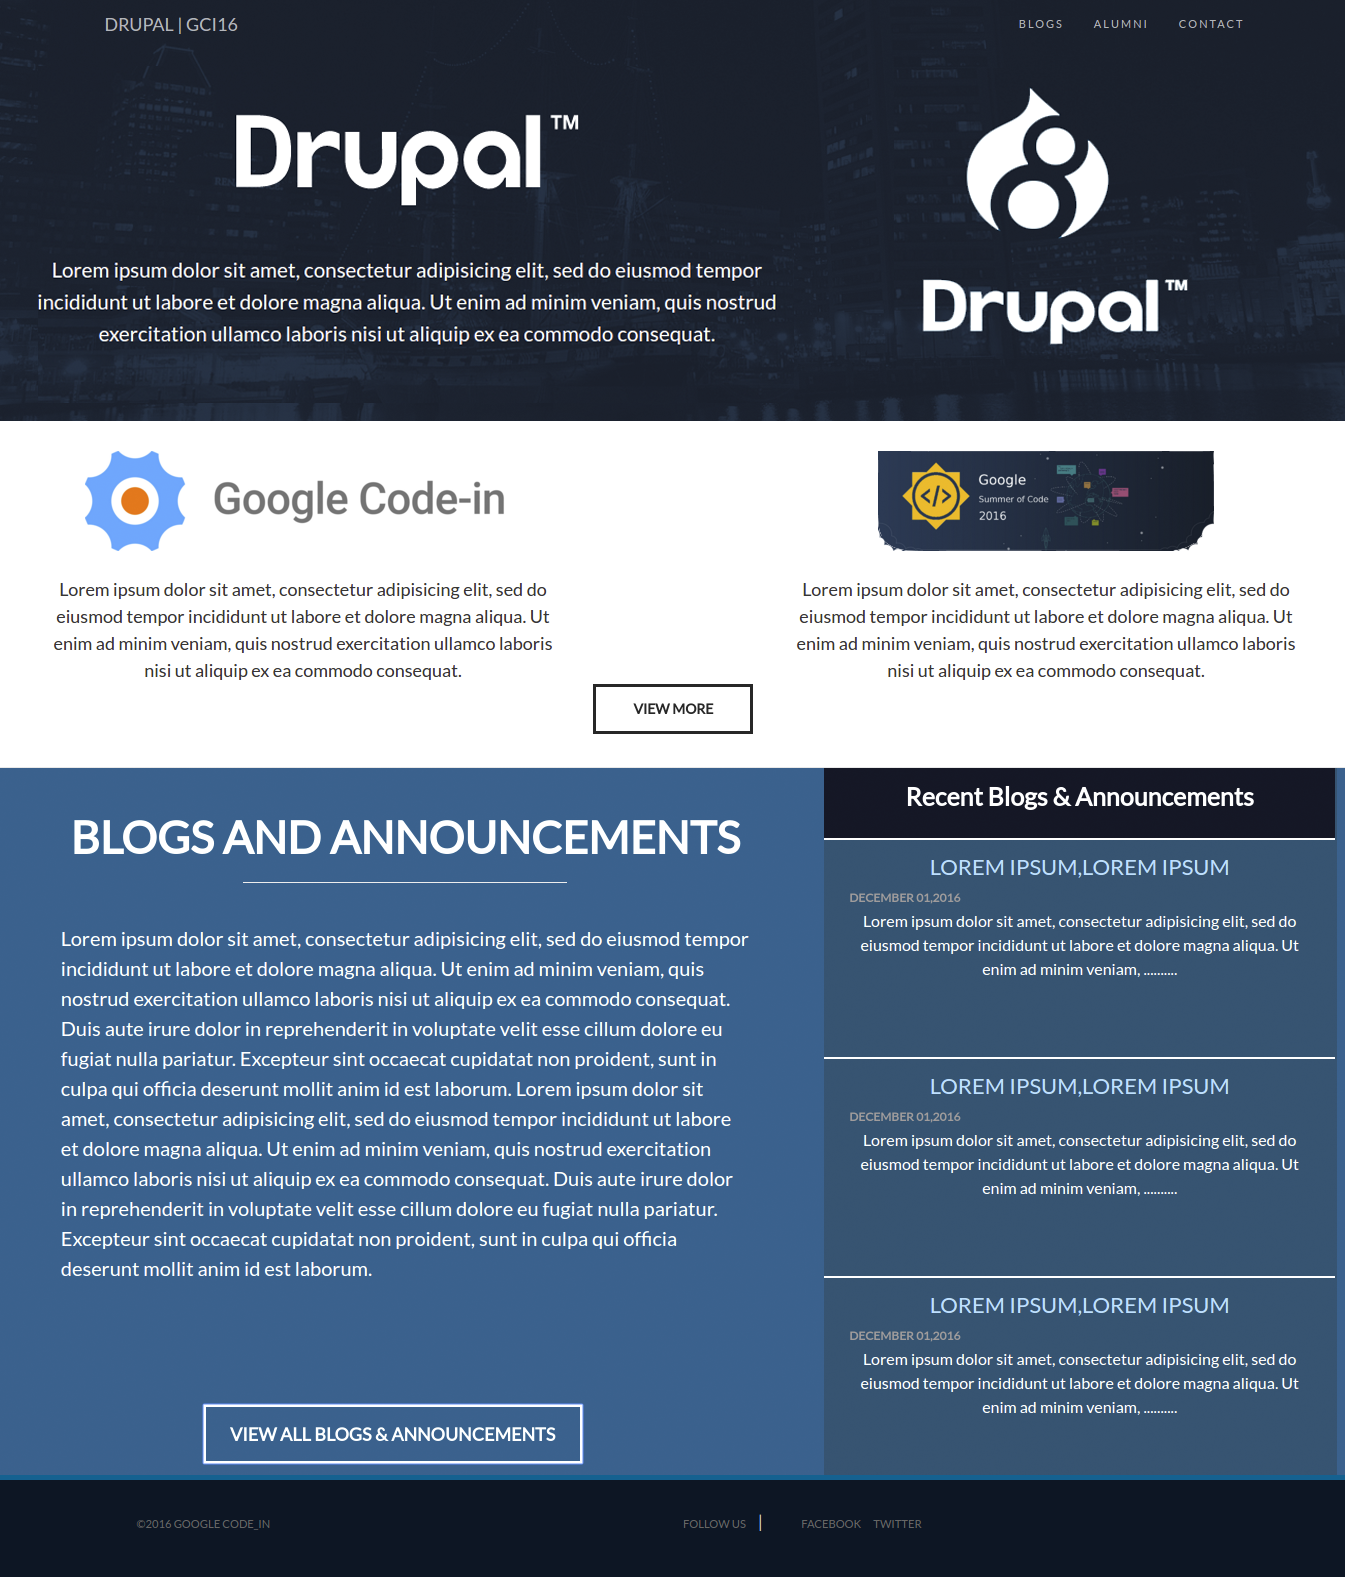 DRUPAL | GCI16
BLOGS ALUMNI CONTACT
Drupal™
Lorem ipsum dolor sit amet, consectetur adipisicing elit, sed do eiusmod tempor
incididunt ut labore et dolore magna aliqua. Ut enim ad minim veniam, quis nostrud
exercitation ullamco laboris nisi ut aliquip ex ea commodo consequat.
Drupal™
Google Code-in
Lorem ipsum dolor sit amet, consectetur adipisicing elit, sed do
eiusmod tempor incididunt ut labore et dolore magna aliqua. Ut
enim ad minim veniam, quis nostrud exercitation ullamco laboris
nisi ut aliquip ex ea commodo consequat.
Google
Summer of Code
2016
Lorem ipsum dolor sit amet, consectetur adipisicing elit, sed do
eiusmod tempor incididunt ut labore et dolore magna aliqua. Ut
enim ad minim veniam, quis nostrud exercitation ullamco laboris
nisi ut aliquip ex ea commodo consequat.
VIEW MORE
BLOGS AND ANNOUNCEMENTS
Lorem ipsum dolor sit amet, consectetur adipisicing elit, sed do eiusmod tempor
incididunt ut labore et dolore magna aliqua. Ut enim ad minim veniam, quis
nostrud exercitation ullamco laboris nisi ut aliquip ex ea commodo consequat.
Duis aute irure dolor in reprehenderit in voluptate velit esse cillum dolore eu
fugiat nulla pariatur. Excepteur sint occaecat cupidatat non proident, sunt in
culpa qui officia deserunt mollit anim id est laborum. Lorem ipsum dolor sit
amet, consectetur adipisicing elit, sed do eiusmod tempor incididunt ut labore
et dolore magna aliqua. Ut enim ad minim veniam, quis nostrud exercitation
ullamco laboris nisi ut aliquip ex ea commodo consequat. Duis aute irure dolor
in reprehenderit in voluptate velit esse cillum dolore eu fugiat nulla pariatur.
Excepteur sint occaecat cupidatat non proident, sunt in culpa qui officia
deserunt mollit anim id est laborum.
VIEW ALL BLOGS & ANNOUNCEMENTS
Recent Blogs & Announcements
LOREM IPSUM,LOREM IPSUM
DECEMBER 01,2016
Lorem ipsum dolor sit amet, consectetur adipisicing elit, sed do
eiusmod tempor incididunt ut labore et dolore magna aliqua. Ut
enim ad minim veniam, ..........
LOREM IPSUM,LOREM IPSUM
DECEMBER 01,2016
Lorem ipsum dolor sit amet, consectetur adipisicing elit, sed do
eiusmod tempor incididunt ut labore et dolore magna aliqua. Ut
enim ad minim veniam, ..........
LOREM IPSUM,LOREM IPSUM
DECEMBER 01,2016
Lorem ipsum dolor sit amet, consectetur adipisicing elit, sed do
eiusmod tempor incididunt ut labore et dolore magna aliqua. Ut
enim ad minim veniam, ..........
©2016 GOOGLE CODE_IN
FOLLOW US | FACEBOOK TWITTER